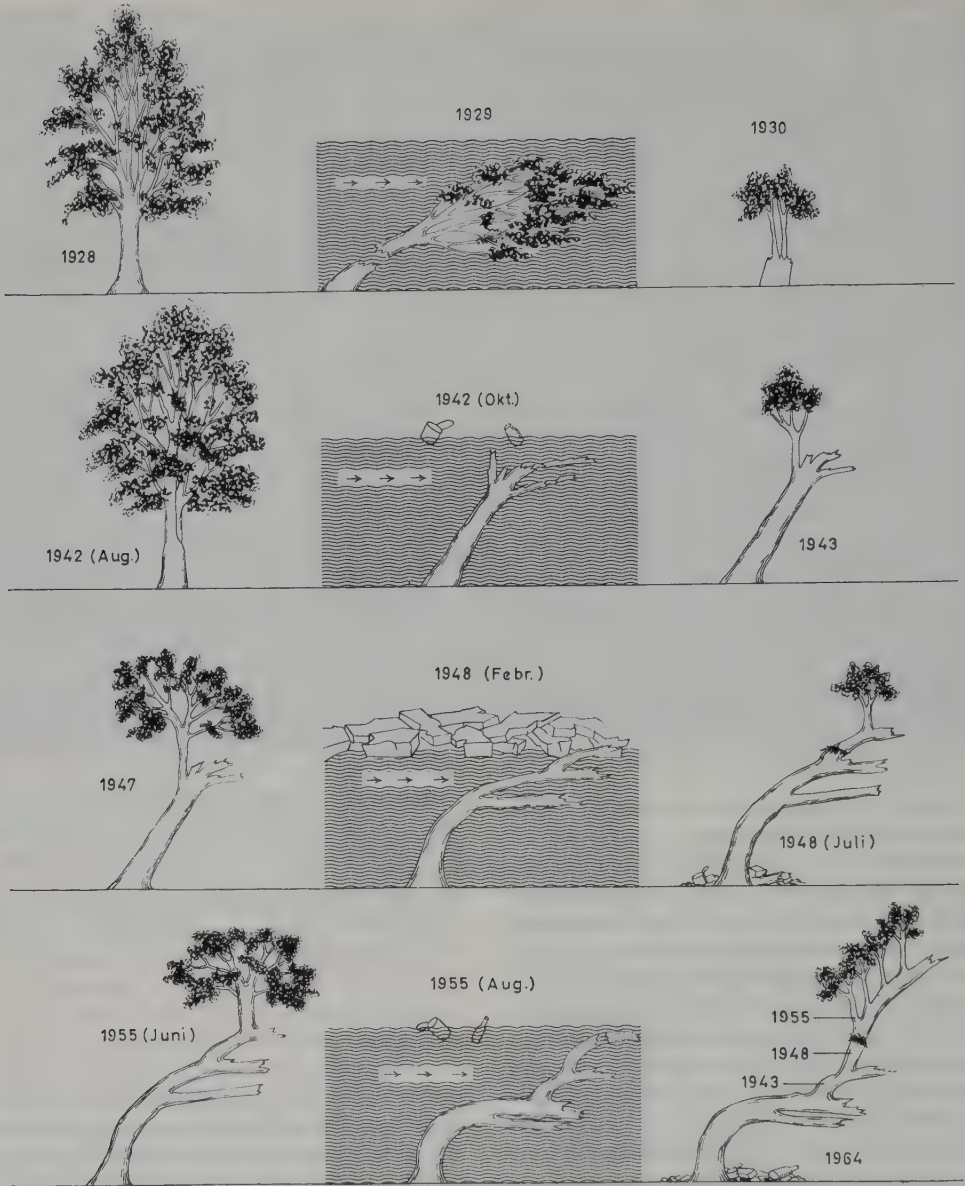 1928
1929
1930
1942 (Aug.)
1942 (Okt.)
1943
1947
1948 (Febr.)
1948 (Juli)
1955 (Juni)
1955 (Aug.)
1955
1948
1943
1964